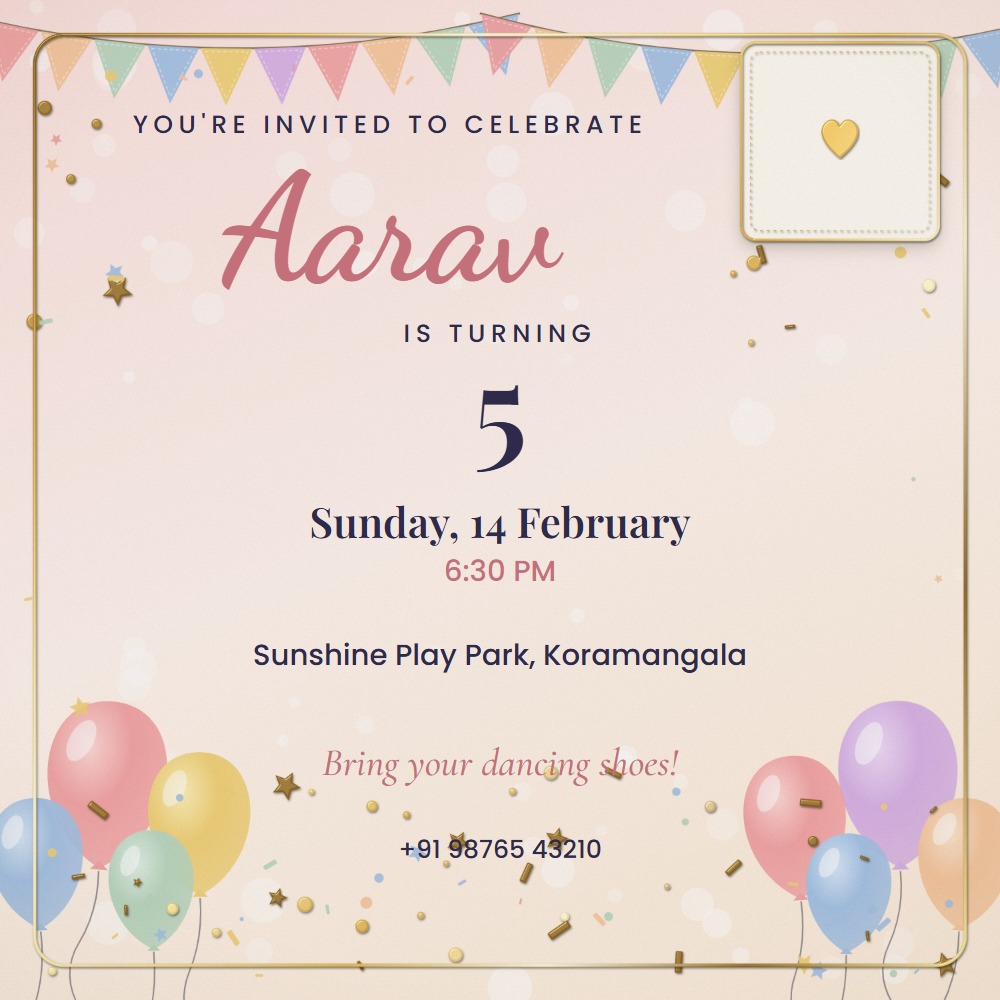 YOU'RE INVITED TO CELEBRATE
Aarav
IS TURNING
5
Sunday, 14 February
6:30 PM
Sunshine Play Park, Koramangala
Bring your dancing shoes!
+91 98765 43210